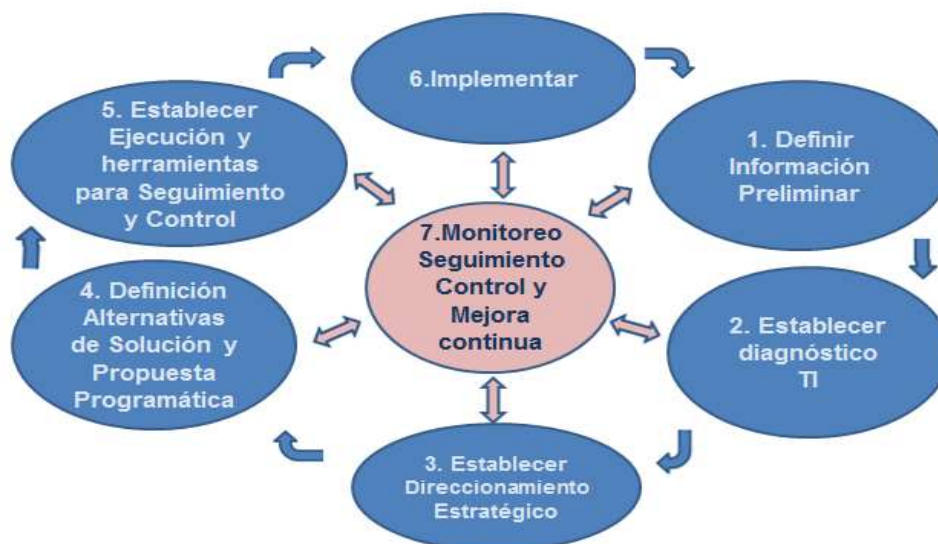 6.Implementar
5. Establecer
Ejecución y
herramientas
para Seguimiento
y Control
1. Definir
Información
Preliminar
7.Monitoreo
Seguimiento
Control y
Mejora
continua
4. Definición
Alternativas
de Solución y
Propuesta
Programática
2. Establecer
diagnóstico
TI
3. Establecer
Direccionamiento
Estratégico